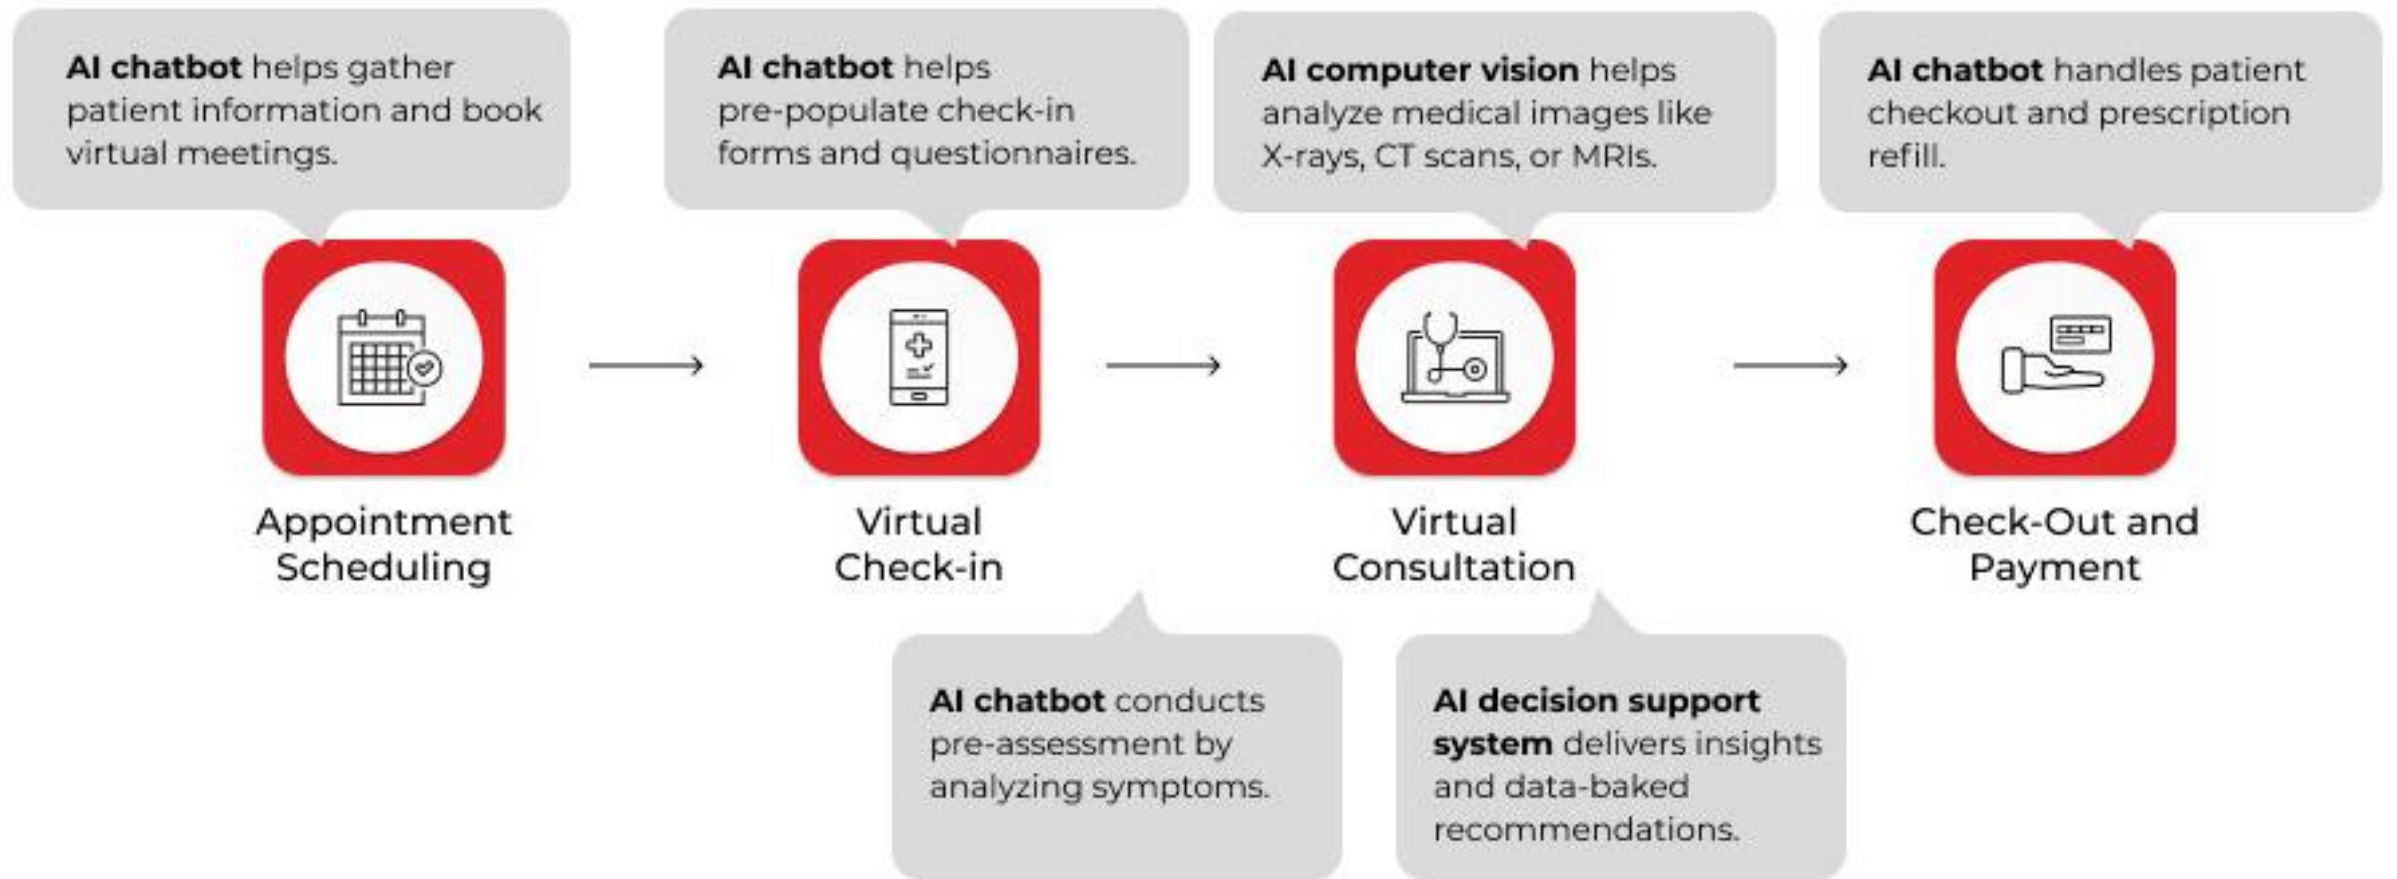 AI chatbot helps gather
patient information and book
virtual meetings.
AI chatbot helps
pre-populate check-in
forms and questionnaires.
AI computer vision helps
analyze medical images like
X-rays, CT scans, or MRIs.
AI chatbot handles patient
checkout and prescription
refill.
Appointment
Scheduling
Virtual
Check-in
Virtual
Consultation
Check-Out and
Payment
AI chatbot conducts
pre-assessment by
analyzing symptoms.
AI decision support
system delivers insights
and data-baked
recommendations.